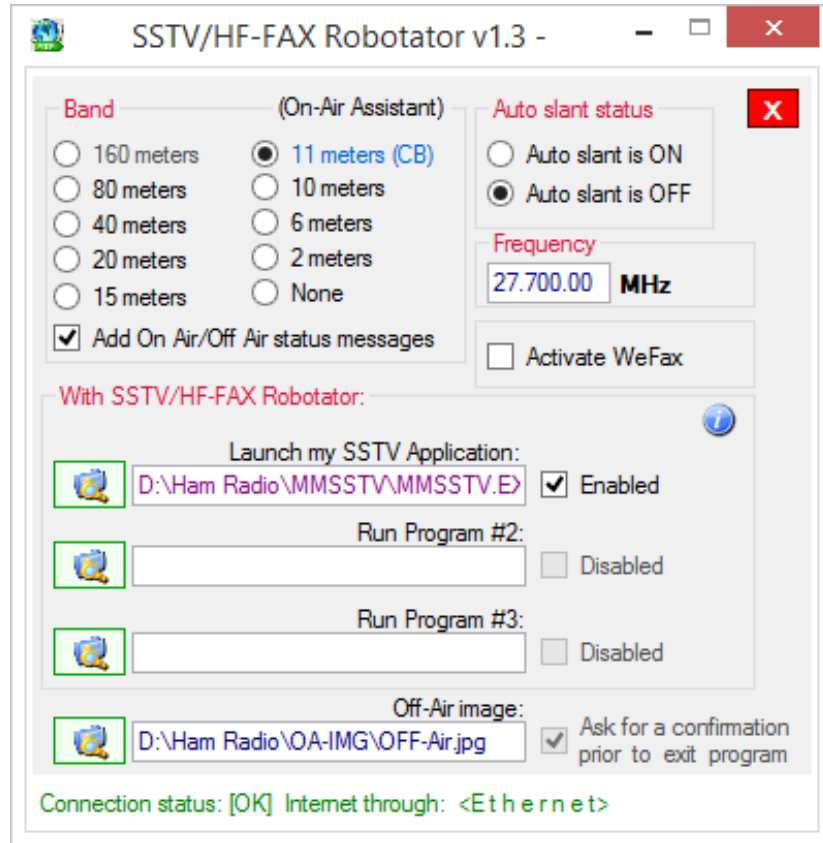 SSTV/HF-FAX Robotator v1.3 -
Band (On-Air Assistant)
160 meters
80 meters
40 meters
20 meters
15 meters
11 meters (CB)
10 meters
6 meters
2 meters
None
Add On Air/Off Air status messages
Auto slant status
X
Auto slant is ON
Auto slant is OFF
Frequency
27.700.00 MHz
Activate WeFax
With SSTV/HF-FAX Robotator:
Launch my SSTV Application:
D:\Ham Radio\MMSSTV\MMSSTV.EX Enabled
Run Program #2:
Disabled
Run Program #3:
Disabled
Off-Air image:
D:\Ham Radio\OA-IMG\OFF-Air.jpg
Ask for a confirmation
prior to exit program
Connection status: [OK] Internet through: <E t h e r n e t>